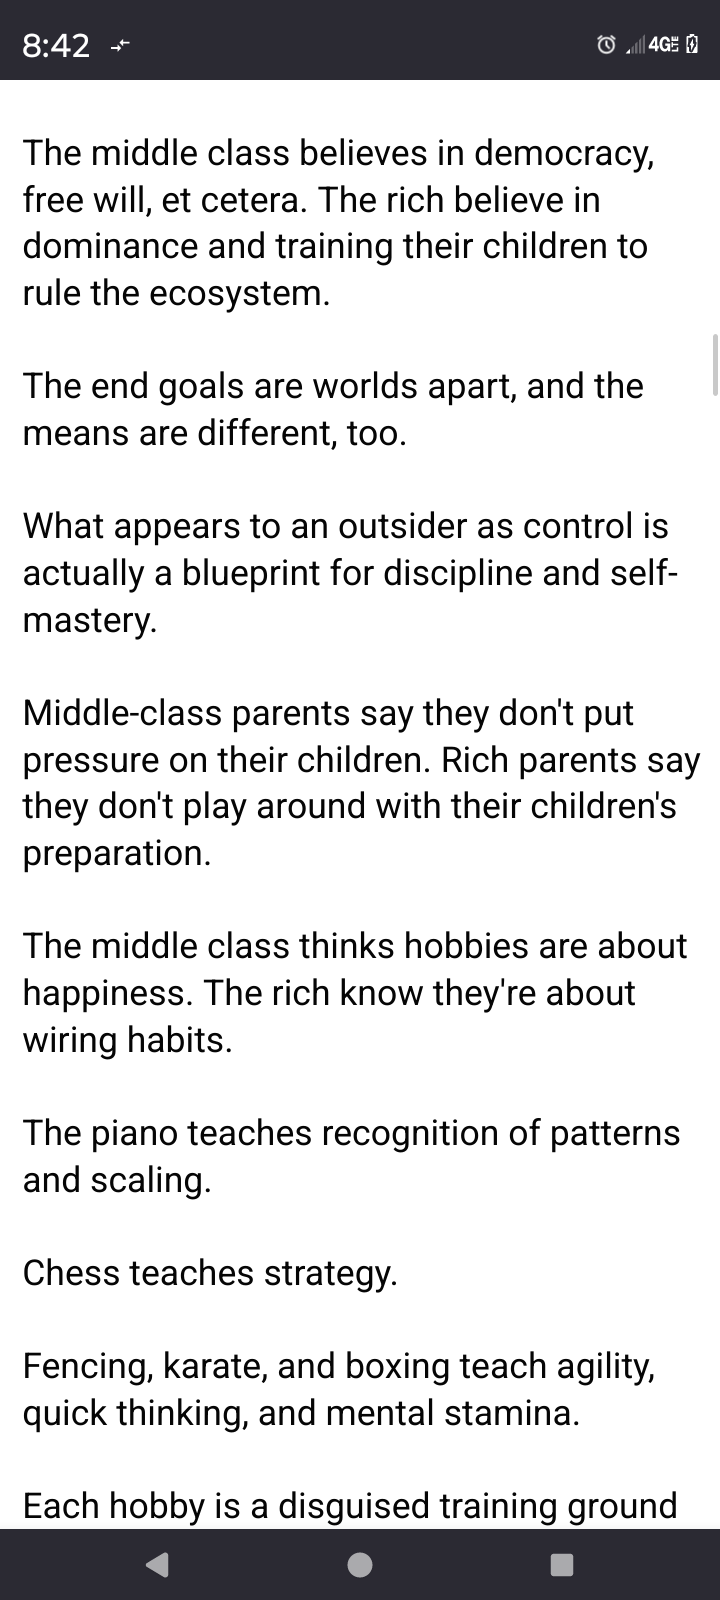 8:42
4GE
The middle class believes in democracy,
free will, et cetera. The rich believe in
dominance and training their children to
rule the ecosystem.
The end goals are worlds apart, and the
means are different, too.
What appears to an outsider as control is
actually a blueprint for discipline and self-
mastery.
Middle-class parents say they don't put
pressure on their children. Rich parents say
they don't play around with their children's
preparation.
The middle class thinks hobbies are about
happiness. The rich know they're about
wiring habits.
The piano teaches recognition of patterns
and scaling.
Chess teaches strategy.
Fencing, karate, and boxing teach agility,
quick thinking, and mental stamina.
Each hobby is a disguised training ground